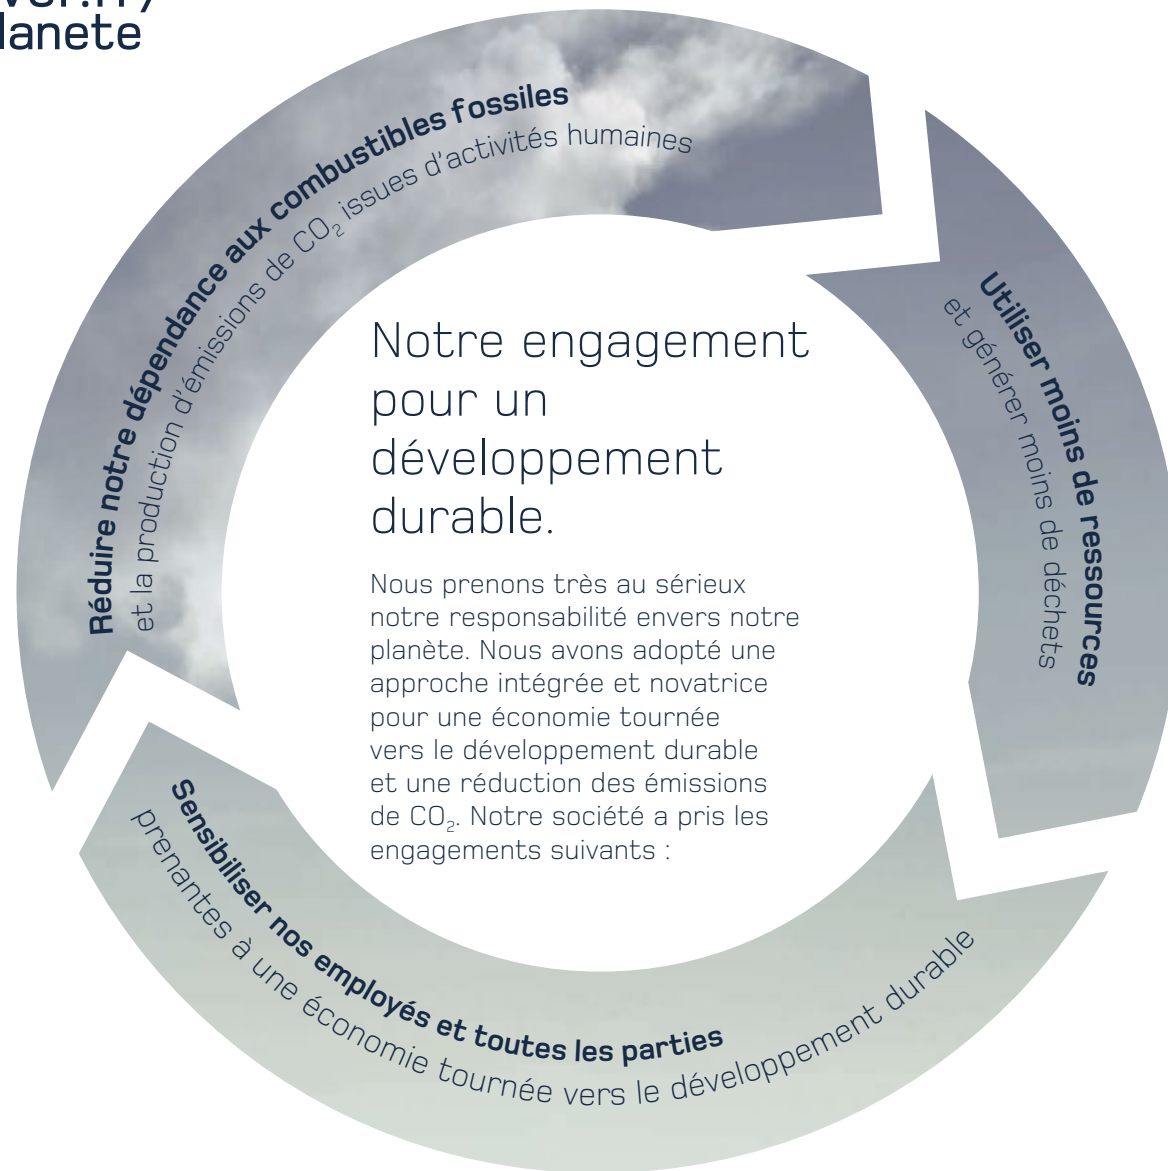 planete
Réduire notre dépendance aux combustibles fossiles
et la production d'émissions de CO₂ issues d'activités humaines
Utiliser moins de ressources
et générer moins de déchets
Notre engagement
pour un
développement
durable.
Nous prenons très au sérieux
notre responsabilité envers notre
planète. Nous avons adopté une
approche intégrée et novatrice
pour une économie tournée
vers le développement durable
et une réduction des émissions
de CO₂. Notre société a pris les
engagements suivants :
Sensibiliser nos employés et toutes les parties
prenantes à une économie tournée vers le développement durable